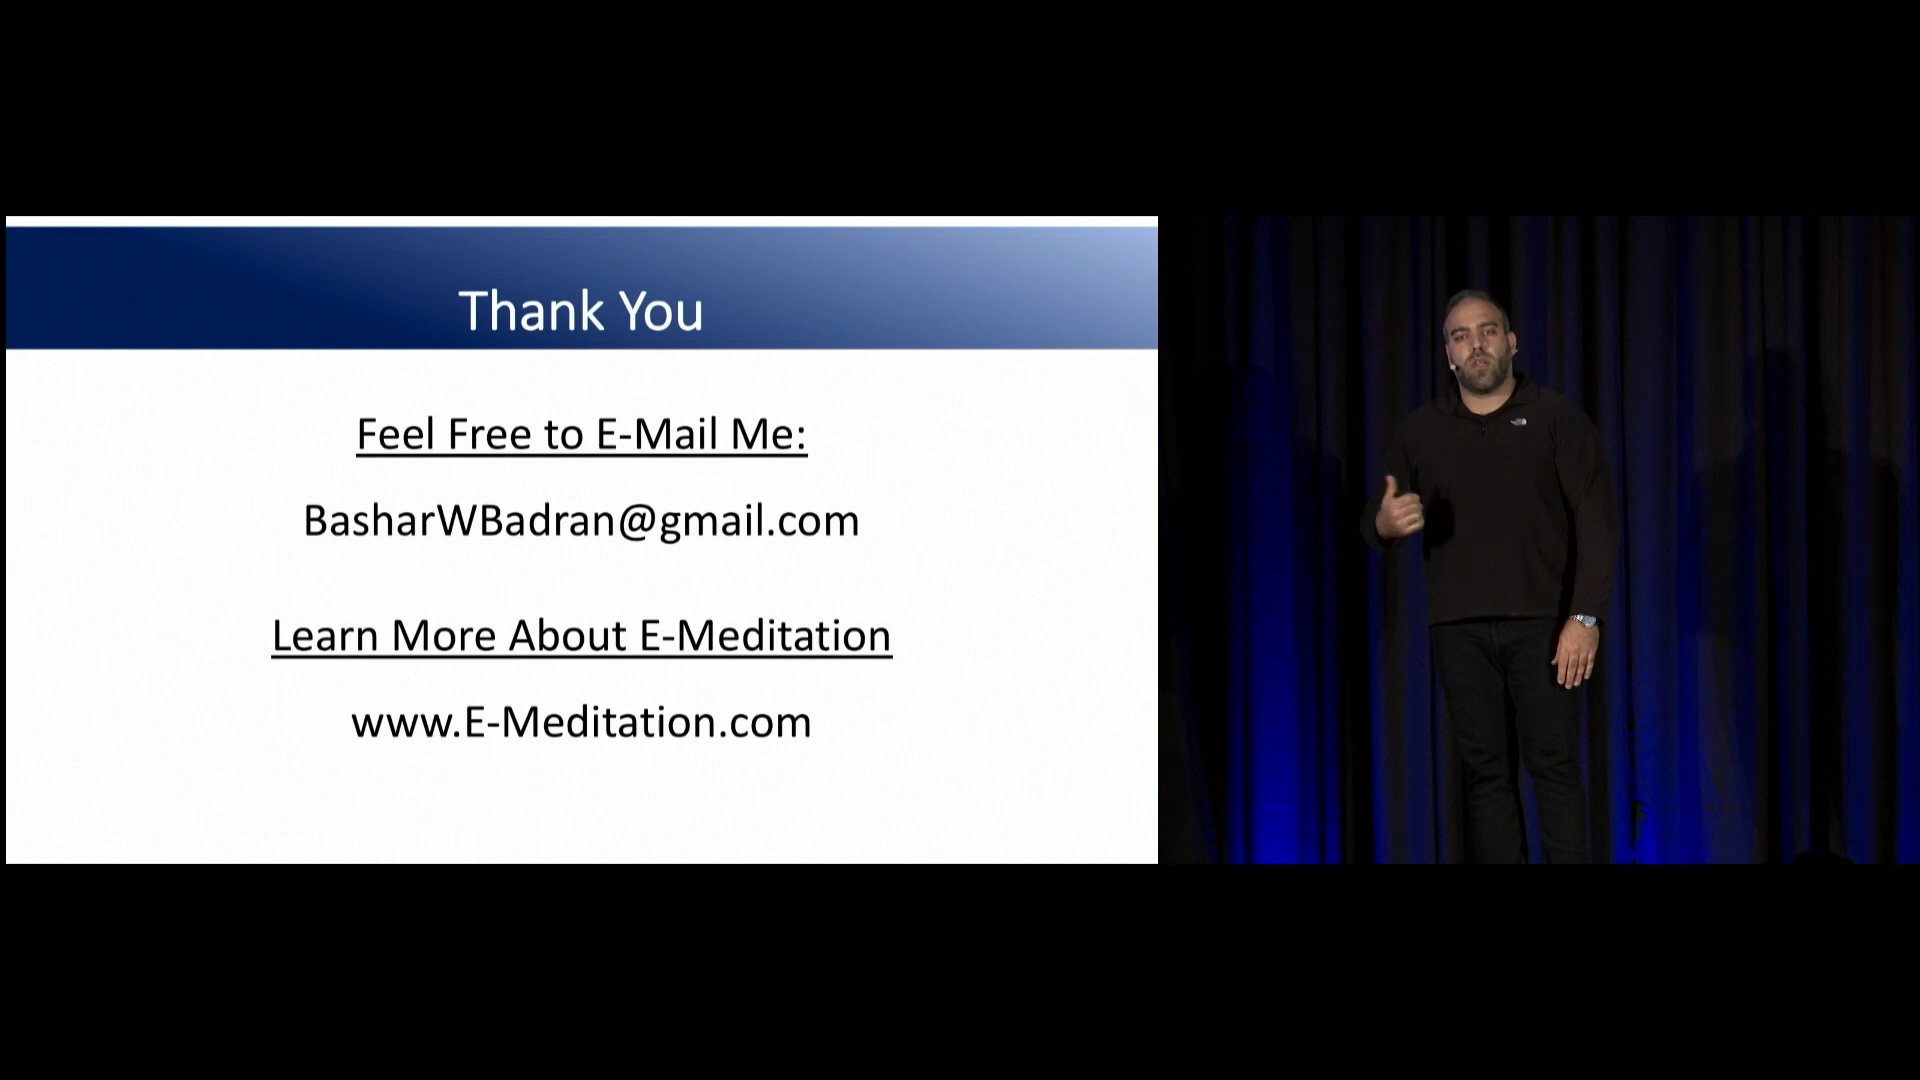 Thank You
Feel Free to E-Mail Me:
BasharWBadran@gmail.com
Learn More About E-Meditation
www.E-Meditation.com